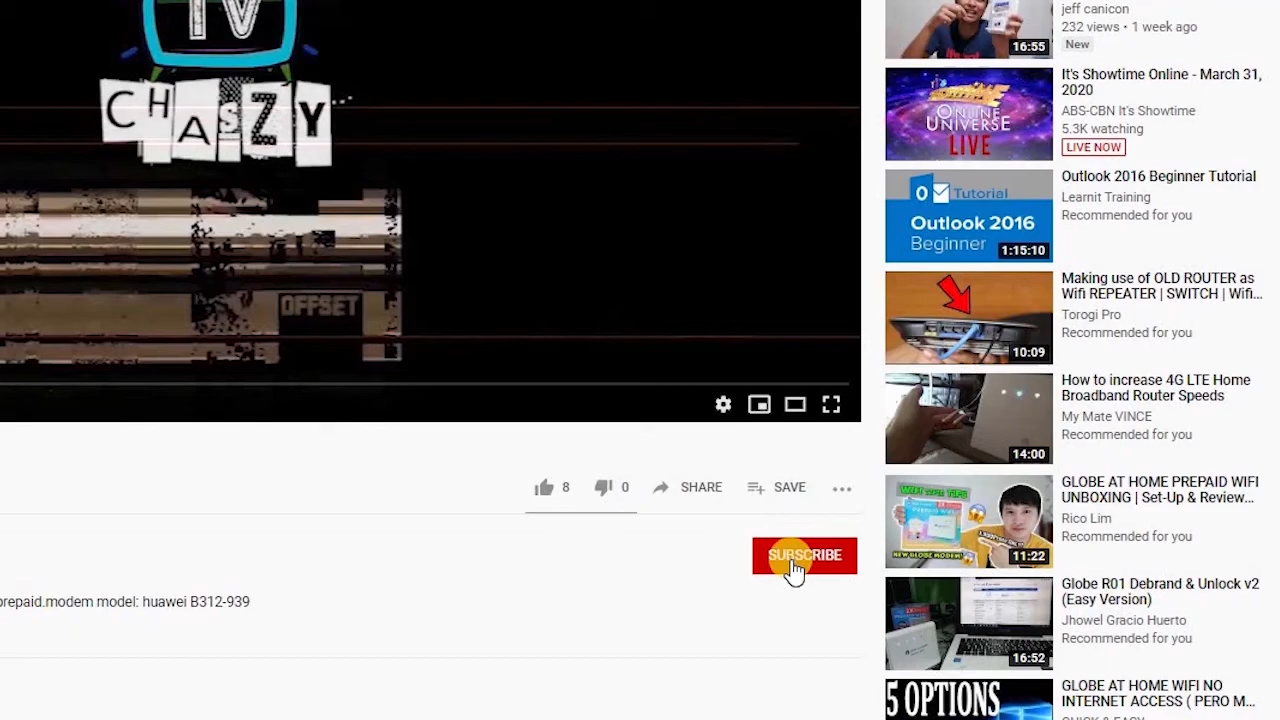 TV
CHASZY
OFFSET
8
0
SHARE
SAVE
SUBSCRIBE
prepaid.modem model: huawei B312-939
16:55
jeff canicon
232 views • 1 week ago
New
ONLINE
UNIVERSE
LIVE
It's Showtime Online - March 31,
2020
ABS-CBN It's Showtime
5.3K watching
LIVE NOW
O Tutorial
Outlook 2016
Beginner
1:15:10
Outlook 2016 Beginner Tutorial
Learnit Training
Recommended for you
10:09
Making use of OLD ROUTER as
Wifi REPEATER | SWITCH | Wifi...
Torogi Pro
Recommended for you
14:00
How to increase 4G LTE Home
Broadband Router Speeds
My Mate VINCE
Recommended for you
PREPAID WIFI
NEW GLOBE MODEM!
11:22
GLOBE AT HOME PREPAID WIFI
UNBOXING | Set-Up & Review...
Rico Lim
Recommended for you
16:52
Globe R01 Debrand & Unlock v2
(Easy Version)
Jhowel Gracio Huerto
Recommended for you
5 OPTIONS
GLOBE AT HOME WIFI NO
INTERNET ACCESS ( PERO M...
QUICK & EASY